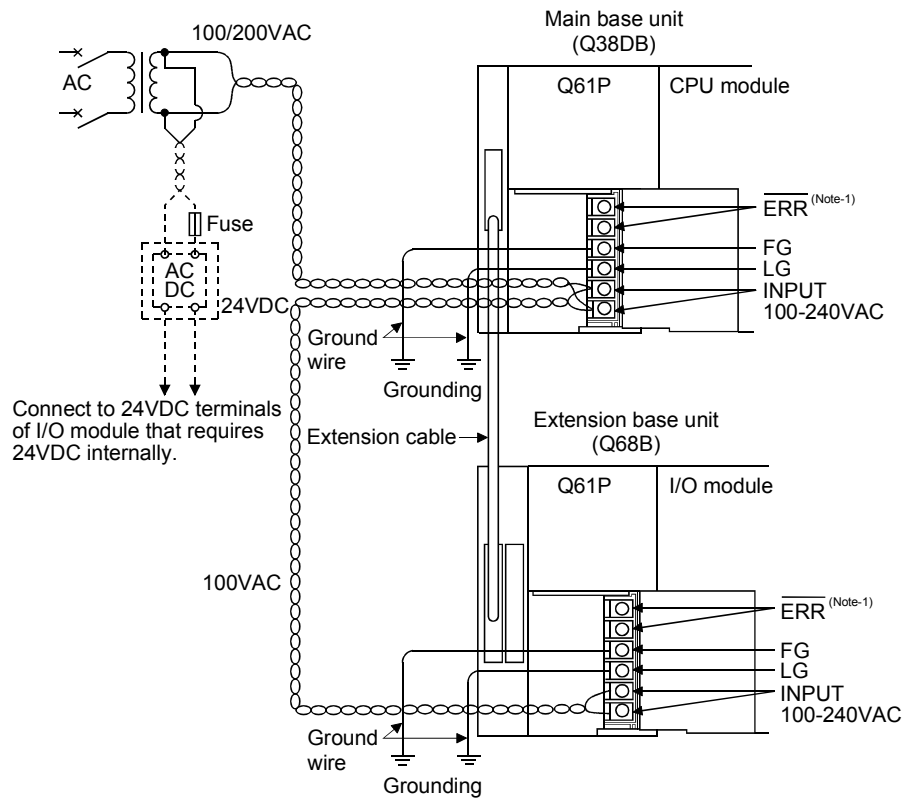 100/200VAC
AC
Fuse
AC
DC
24VDC
Connect to 24VDC terminals
of I/O module that requires
24VDC internally.
Main base unit
(Q38DB)
Q61P
CPU module
ERR (Note-1)
FG
LG
INPUT
100-240VAC
Ground
wire
Grounding
Extension cable
Extension base unit
(Q68B)
Q61P
I/O module
100VAC
ERR (Note-1)
FG
LG
INPUT
100-240VAC
Ground
wire
Grounding